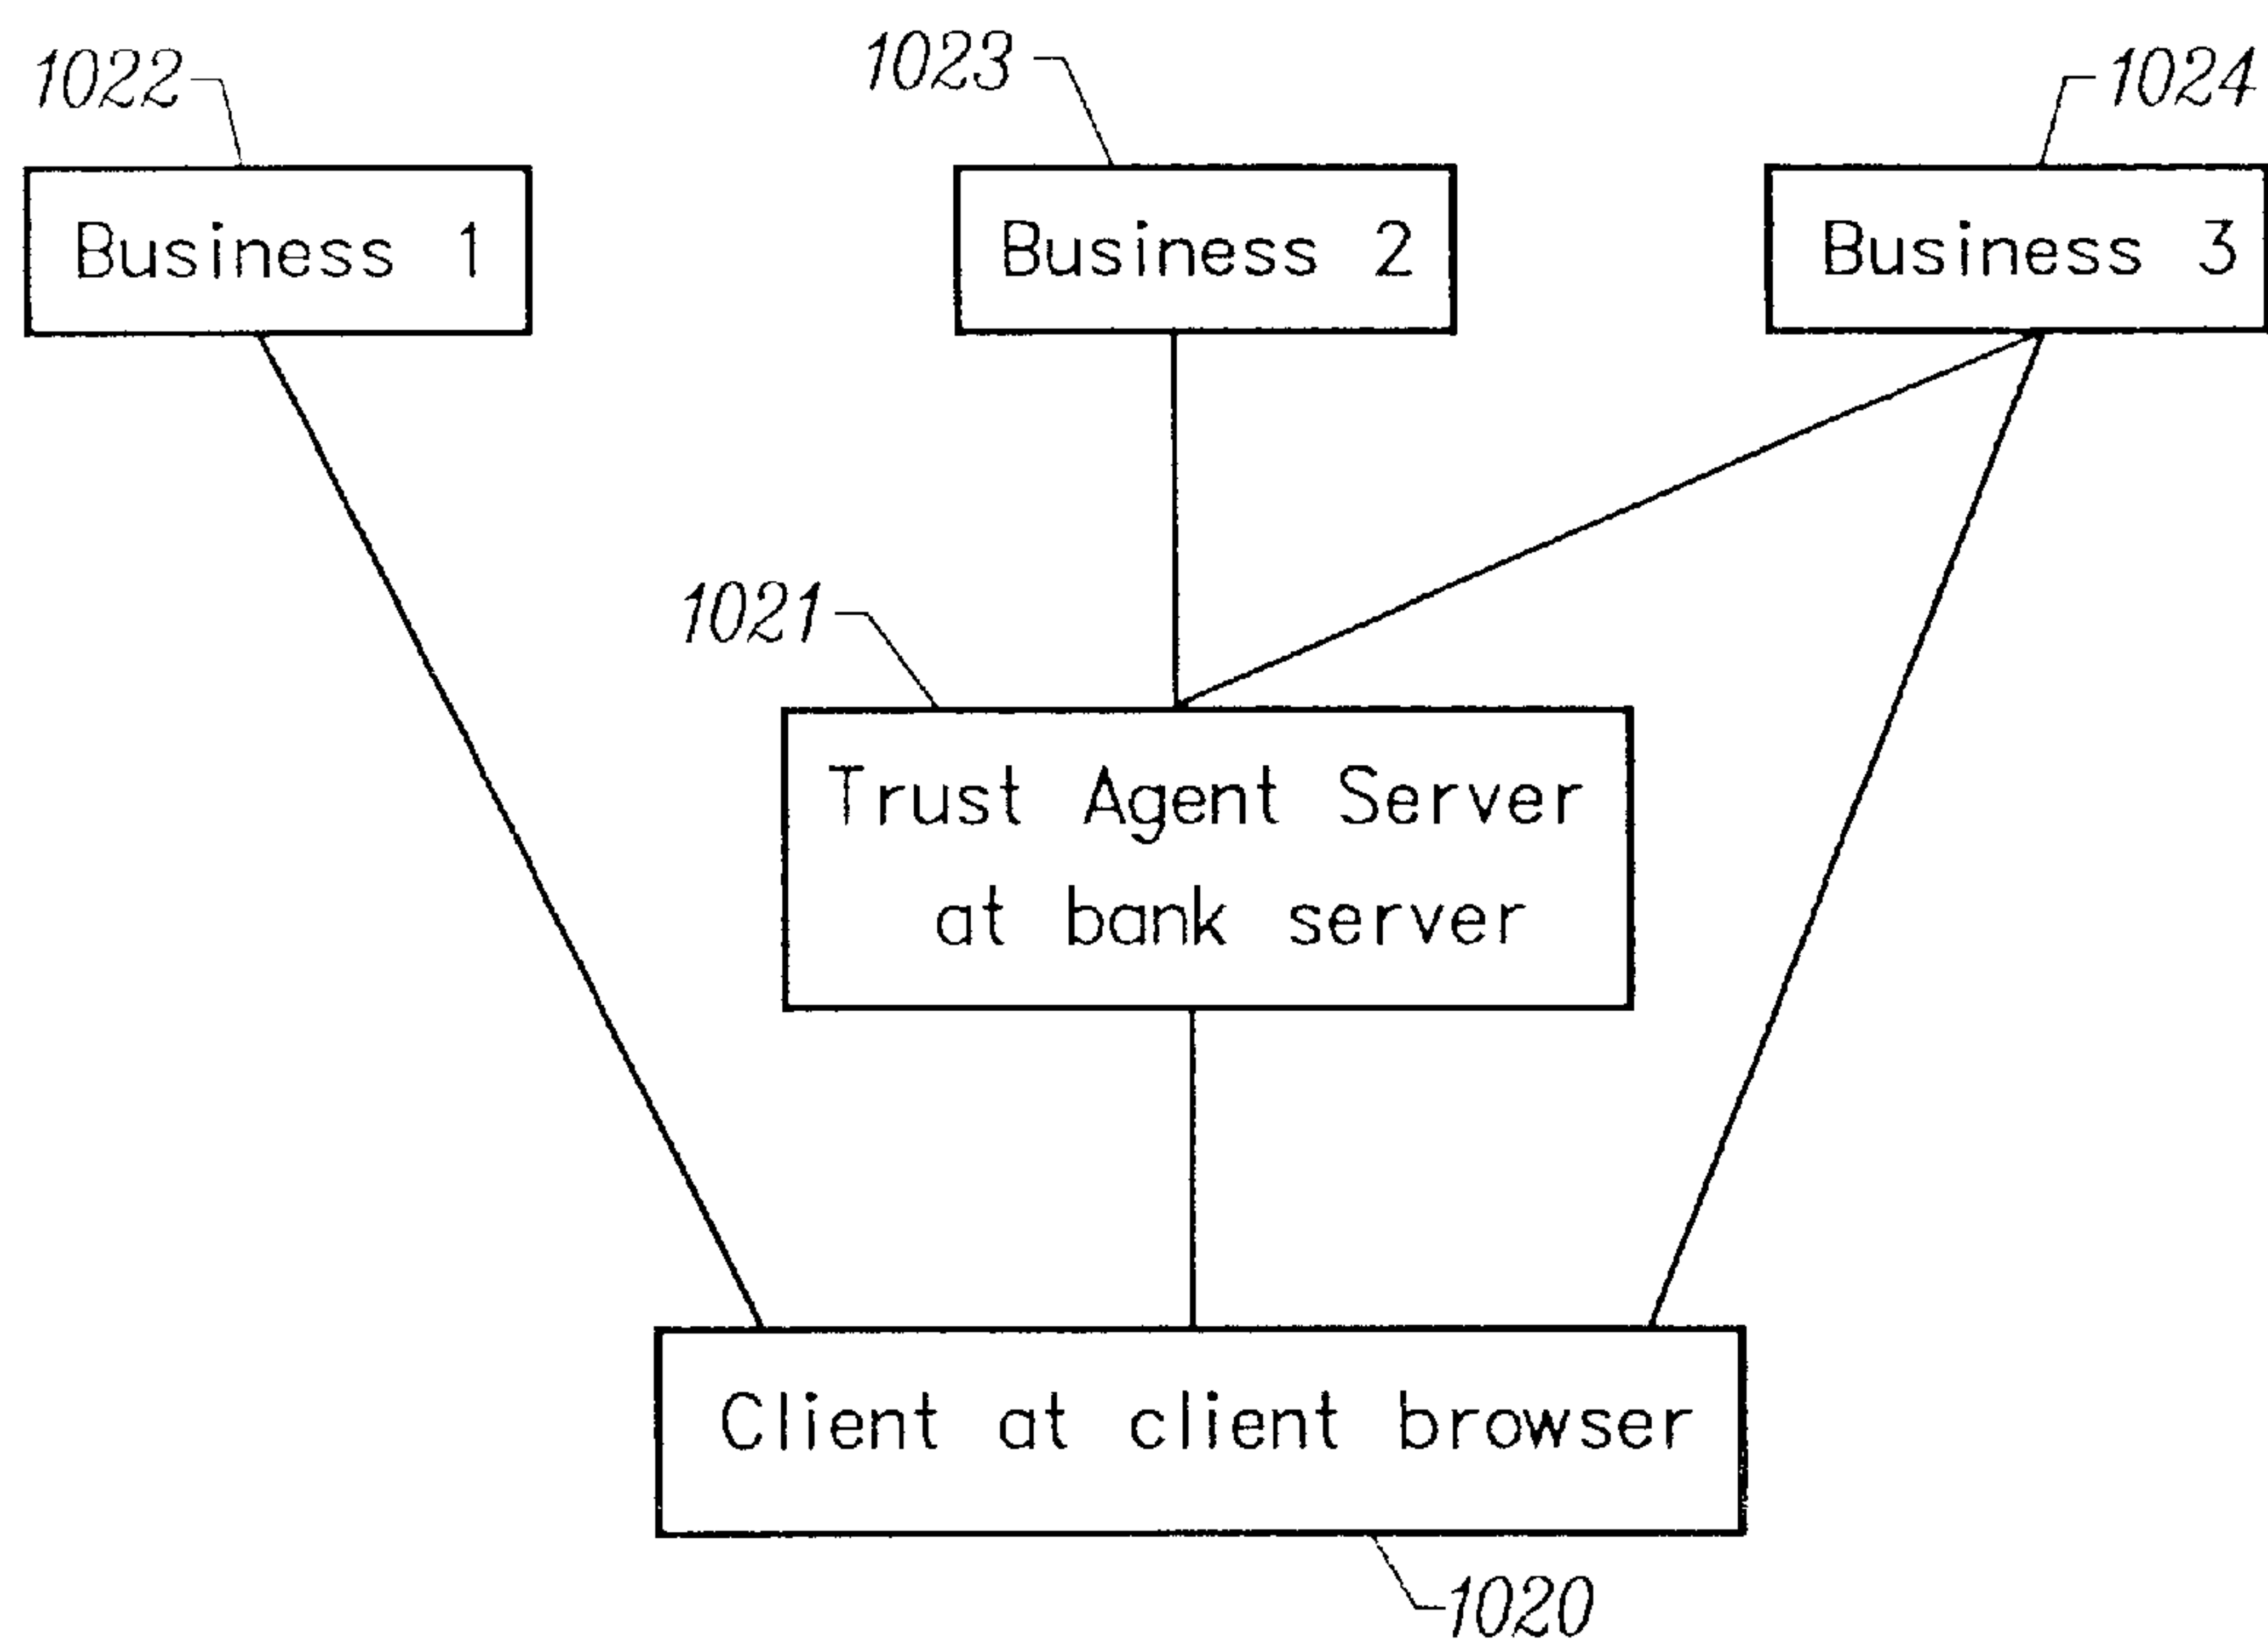 1022
1023
1024
Business 1
Business 2
Business 3
1021
Trust Agent Server
at bank server
Client at client browser
1020